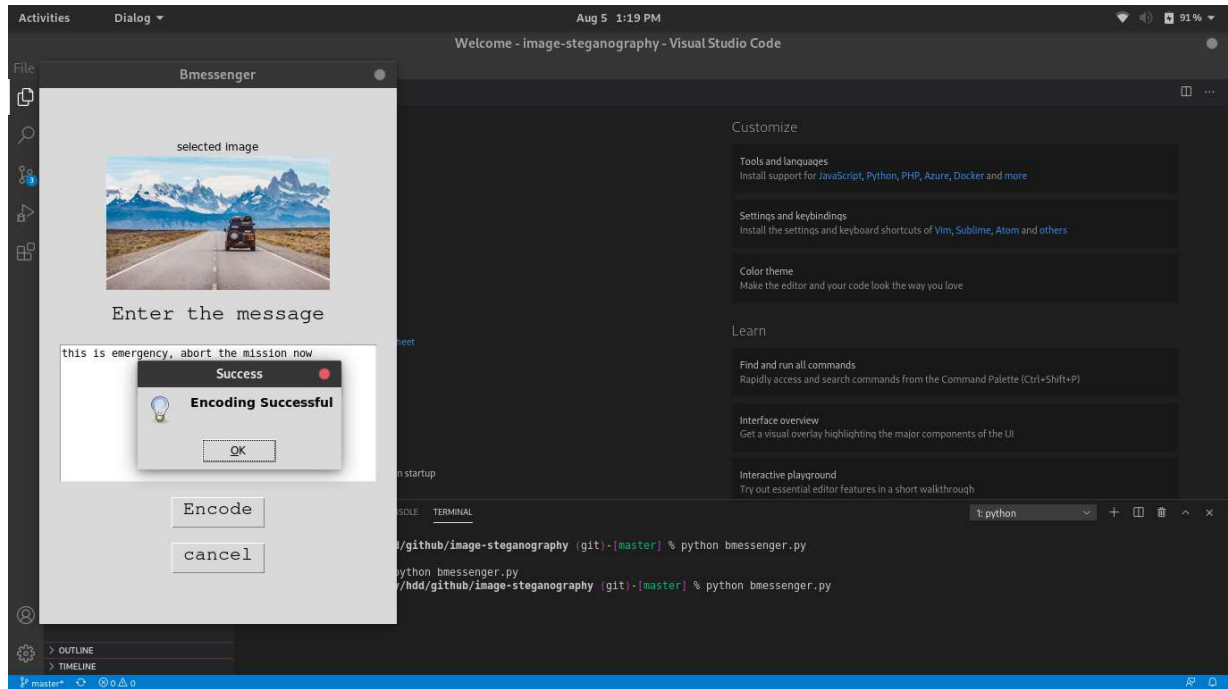 Activities Dialog Aug 5 1:19 PM 91%
Welcome - image-steganography - Visual Studio Code
File
Bmessenger
selected image
Enter the message
this is emergency, abort the mission now
Success
Encoding Successful
OK
Encode
cancel
Customize
Tools and languages
Install support for JavaScript, Python, PHP, Azure, Docker and more
Settings and keybindings
Install the settings and keyboard shortcuts of Vim, Sublime, Atom and others
Color theme
Make the editor and your code look the way you love
Learn
Find and run all commands
Rapidly access and search commands from the Command Palette (Ctrl+Shift+P)
Interface overview
Get a visual overlay highlighting the major components of the UI
Interactive playground
Try out essential editor features in a short walkthrough
heet
n startup
SOLE TERMINAL 1: python
/github/image-steganography (git)-[master] % python bmessenger.py
ython bmessenger.py
/hdd/github/image-steganography (git)-[master] % python bmessenger.py
3
> OUTLINE
> TIMELINE
master* 0 0